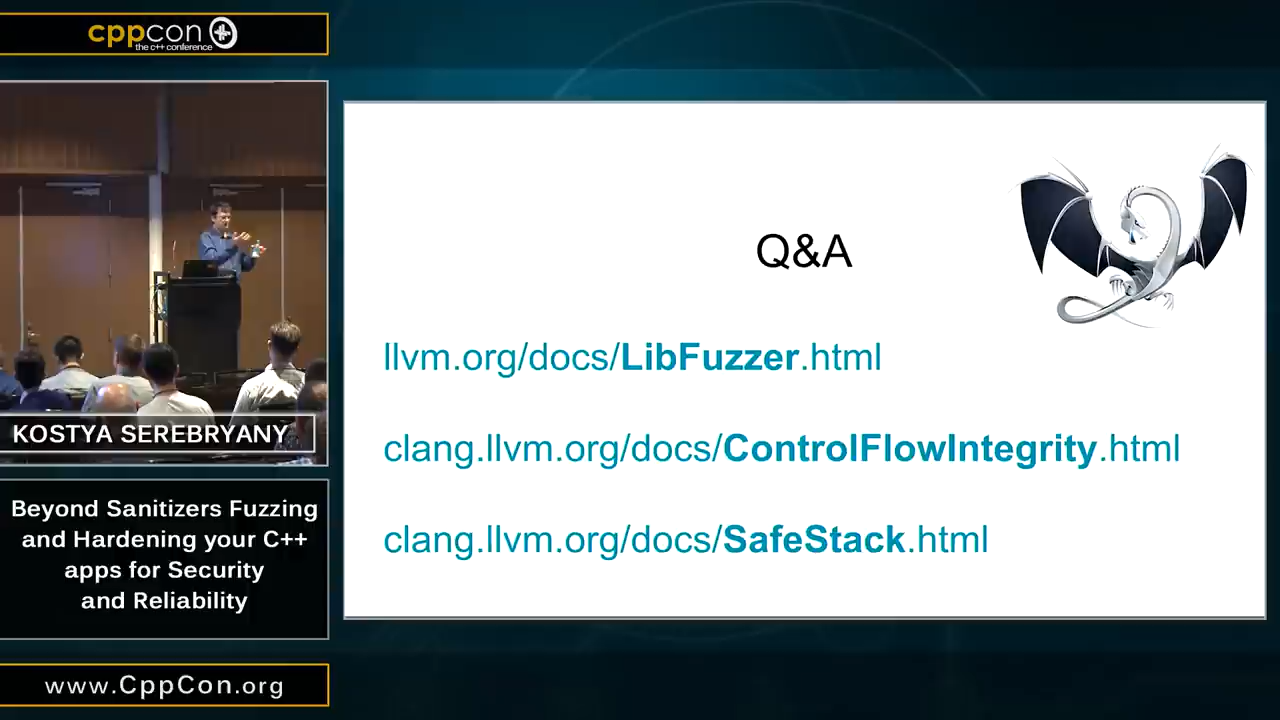 cppcon
the c++ conference
KOSTYA SEREBRYANY
Beyond Sanitizers Fuzzing
and Hardening your C++
apps for Security
and Reliability
www.CppCon.org
Q&A
llvm.org/docs/LibFuzzer.html
clang.llvm.org/docs/ControlFlowIntegrity.html
clang.llvm.org/docs/SafeStack.html